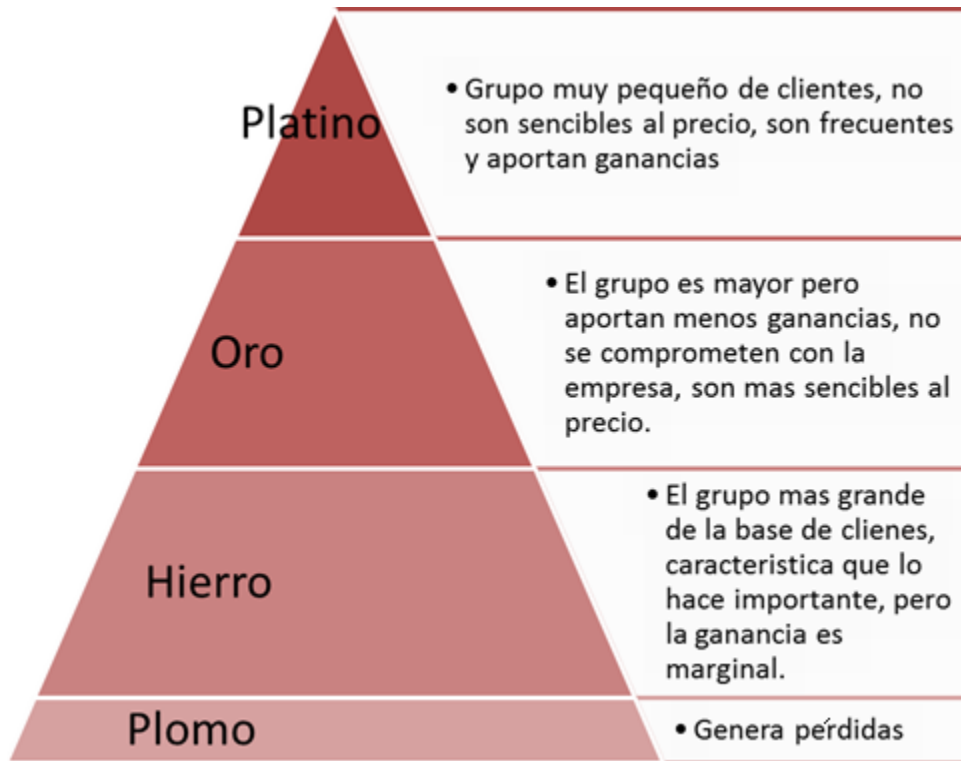 Platino
• Grupo muy pequeño de clientes, no
son sencibles al precio, son frecuentes
y aportan ganancias
Oro
• El grupo es mayor pero
aportan menos ganancias, no
se comprometen con la
empresa, son mas sencibles al
precio.
Hierro
• El grupo mas grande
de la base de clienes,
caracteristica que lo
hace importante, pero
la ganancia es
marginal.
Plomo
• Genera pérdidas